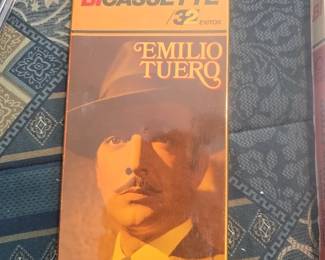 BICASSETTE
/32 EXITOS
EMILIO
TUERO